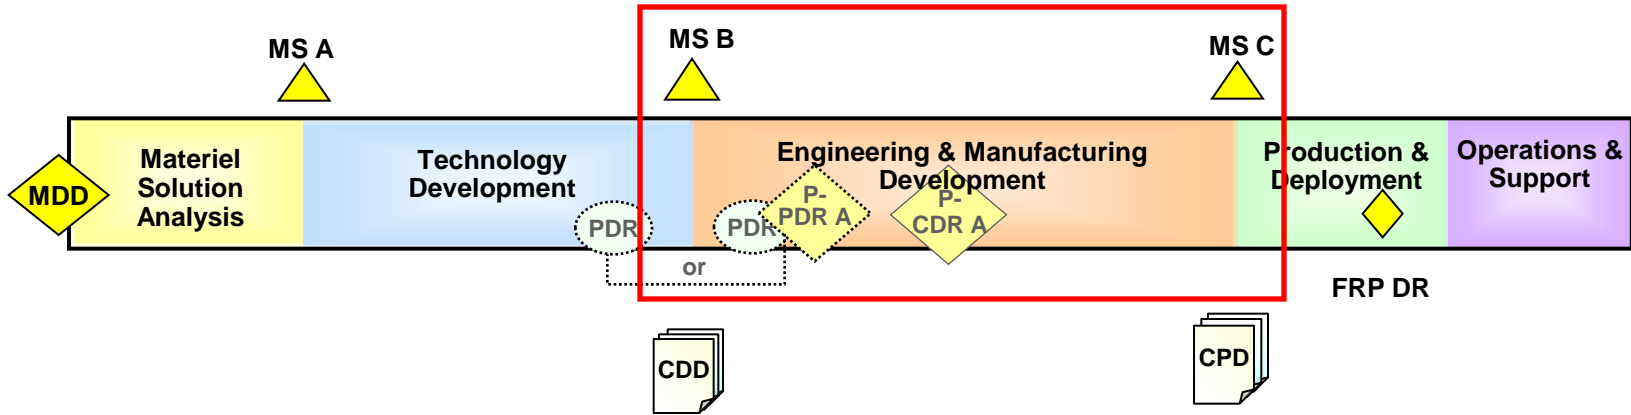 MS A
MS B
MS C
MDD
Materiel
Solution
Analysis
Technology
Development
Engineering & Manufacturing
Development
Production &
Deployment
Operations &
Support
PDR
or
PDR
P-
PDR A
P-
CDR A
FRP DR
CDD
CPD